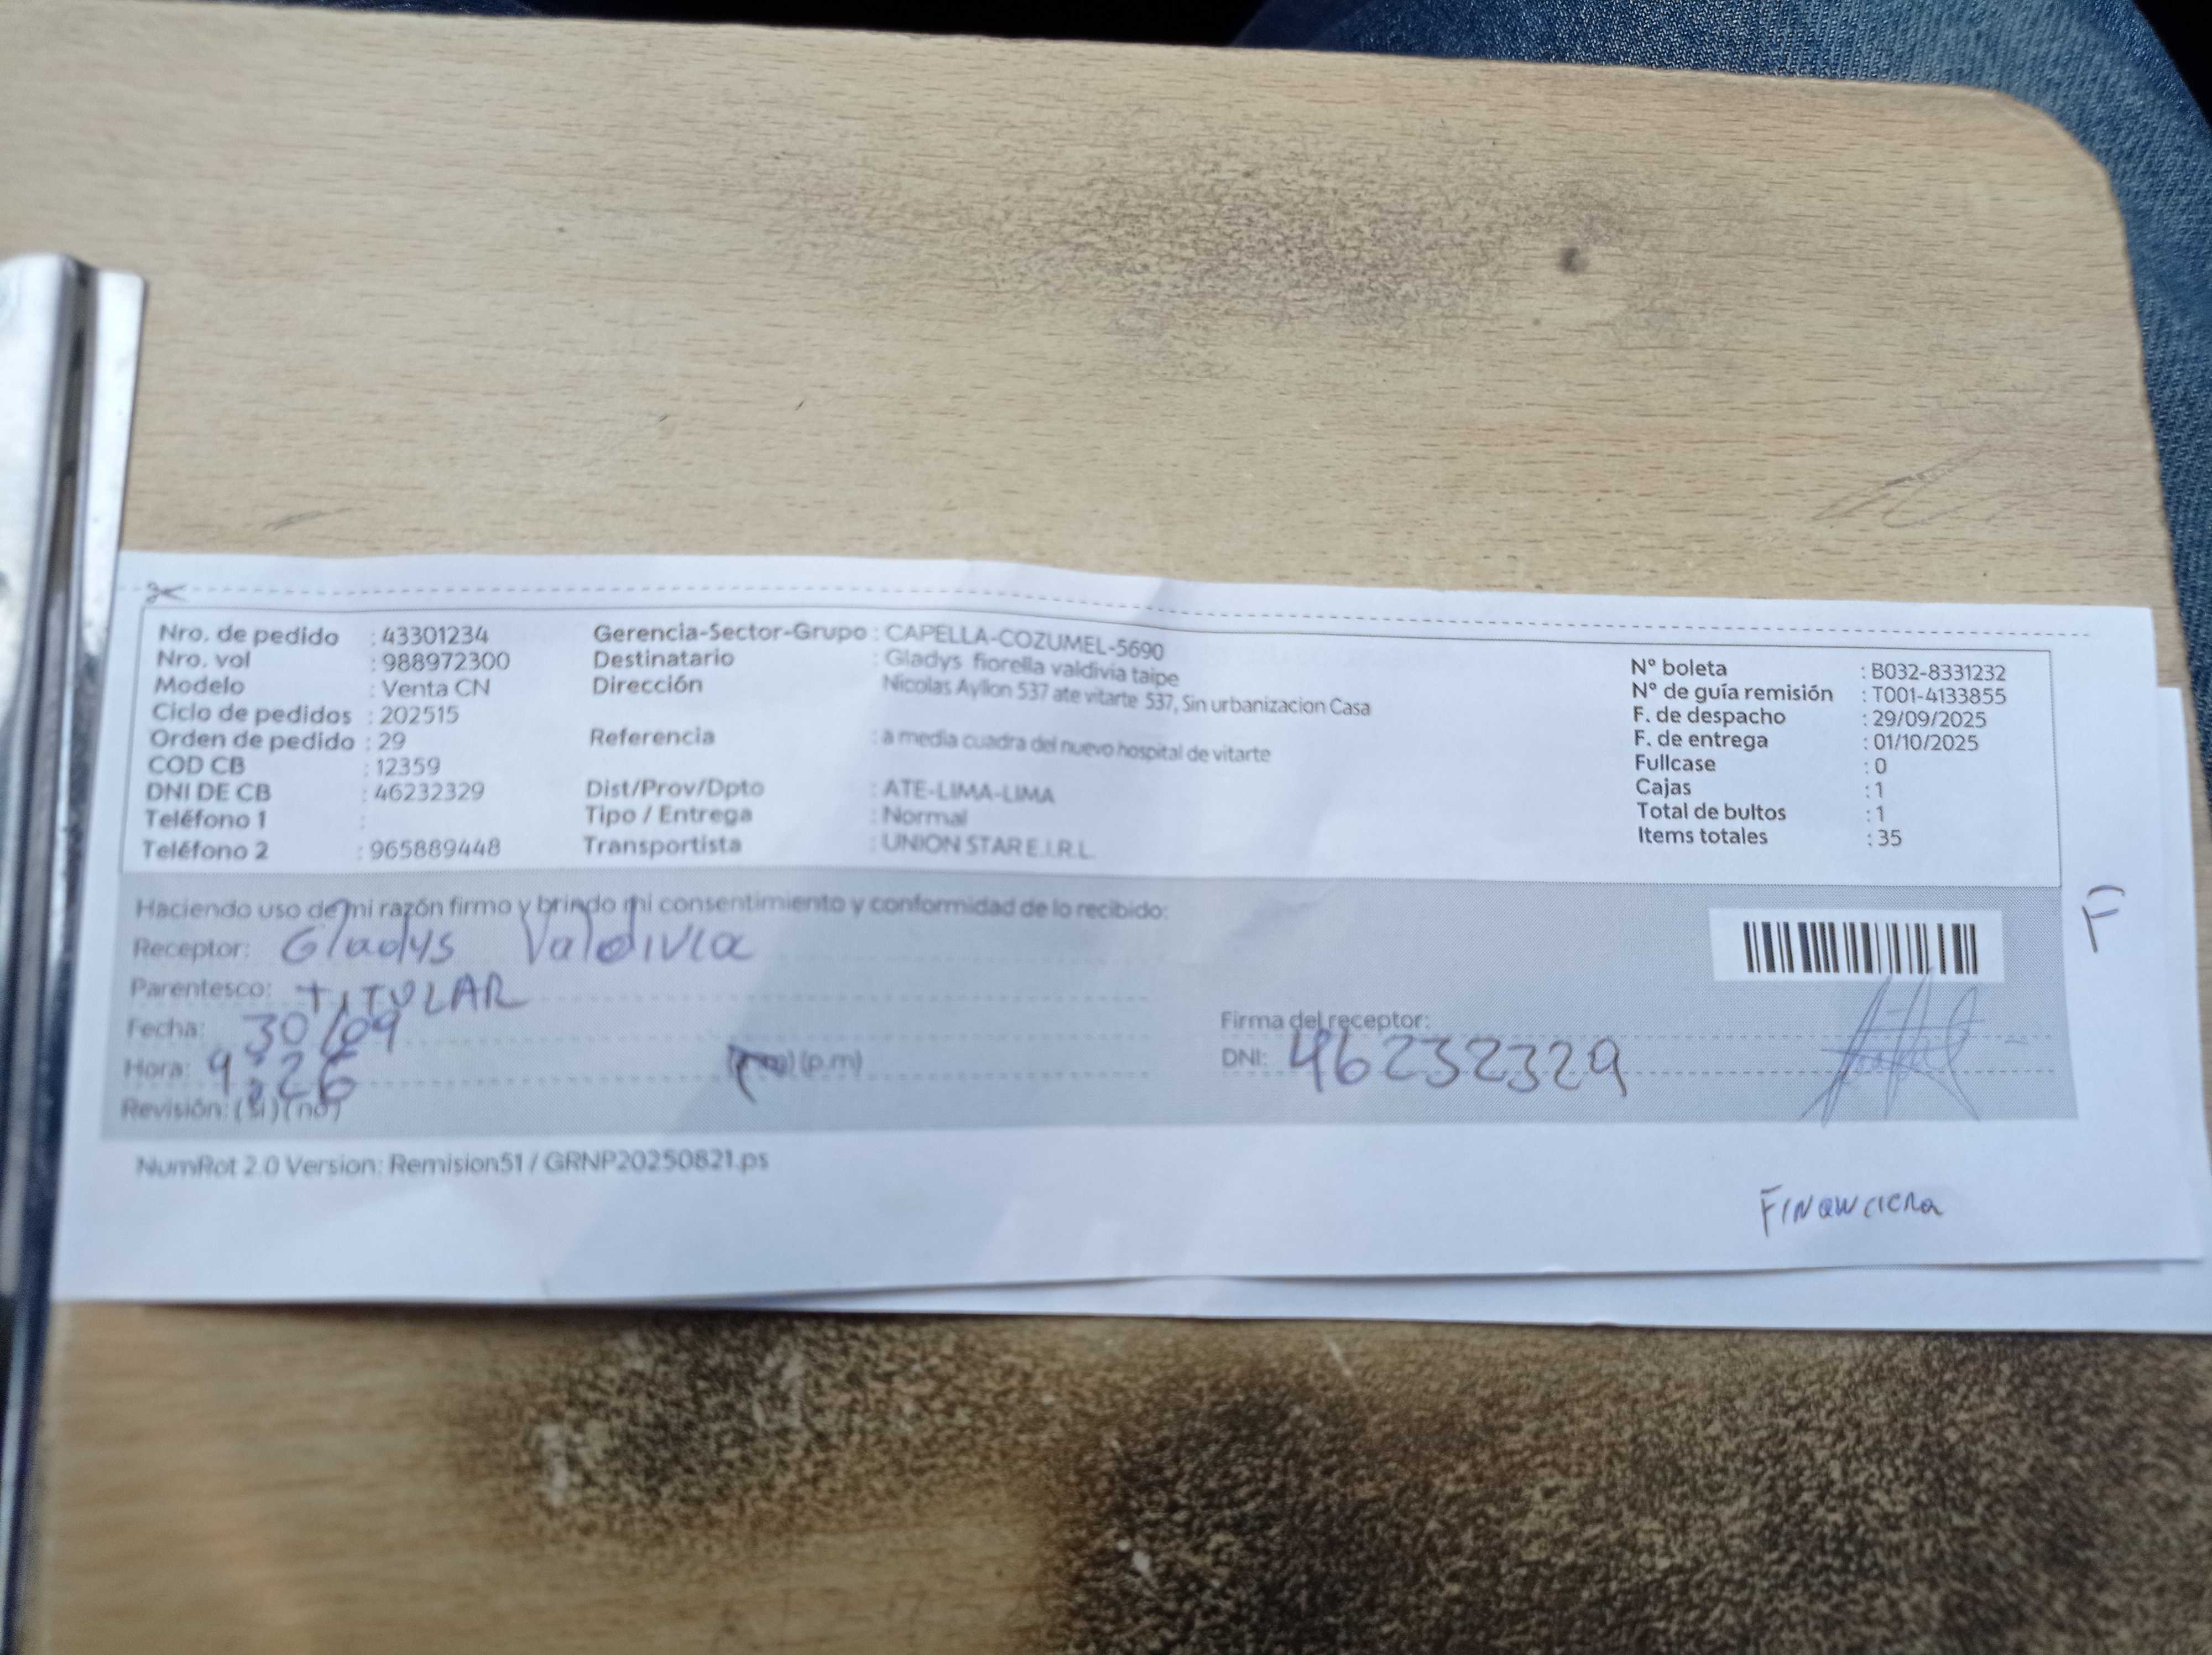 Nro. de pedido : 43301234
Nro. vol : 988972300
Modelo : Venta CN
Ciclo de pedidos : 202515
Orden de pedido : 29
COD CB : 12359
DNI DE CB : 46232329
Teléfono 1 :
Teléfono 2 : 965889448
Gerencia-Sector-Grupo : CAPELLA-COZUMEL-5690
Destinatario : Gladys fiorella valdivia taipe
Dirección : Nicolas Ayllon 537 ate vitarte 537, Sin urbanizacion Casa
Referencia : a media cuadra del nuevo hospital de vitarte
Dist/Prov/Dpto : ATE-LIMA-LIMA
Tipo / Entrega : Normal
Transportista : UNION STAR E.I.R.L.
N° boleta : B032-8331232
N° de guía remisión : T001-4133855
F. de despacho : 29/09/2025
F. de entrega : 01/10/2025
Fullcase : 0
Cajas : 1
Total de bultos : 1
Items totales : 35
Haciendo uso de mi razón firmo y brindo mi consentimiento y conformidad de lo recibido:
Receptor: Gladys Valdivia
Parentesco: TITULAR
Fecha: 30/09
Hora: 9:26 (a.m) (p.m)
Revisión: (si) (no)
Firma del receptor:
DNI: 46232329
F
NumRot 2.0 Version: Remision51 / GRNP20250821.ps
FINANCIERA